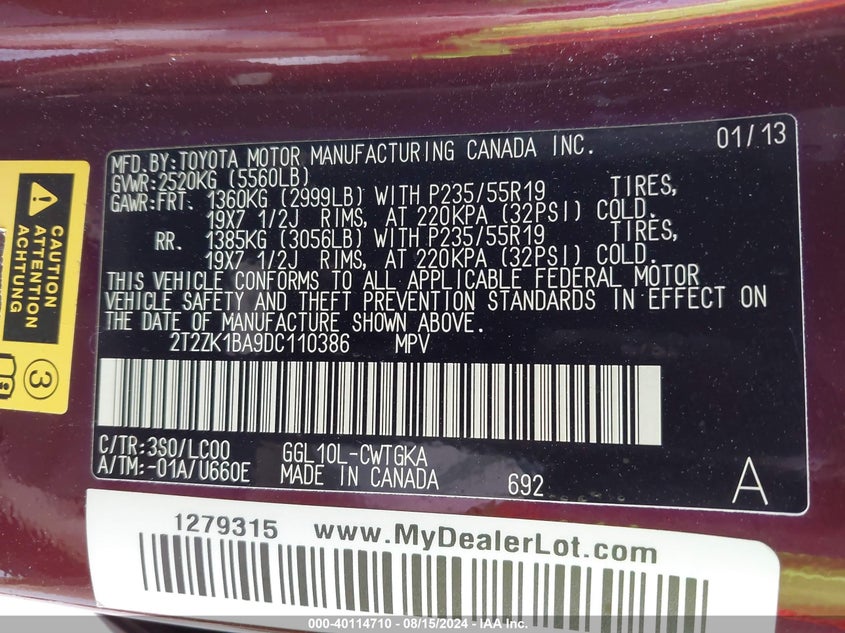 MFD.BY:TOYOTA MOTOR MANUFACTURING CANADA INC. 01/13
GVWR:2520KG (5560LB)
GAWR:FRT. 1360KG (2999LB) WITH P235/55R19 TIRES,
19X7 1/2J RIMS, AT 220KPA (32PSI) COLD.
RR. 1385KG (3056LB) WITH P235/55R19 TIRES,
19X7 1/2J RIMS, AT 220KPA (32PSI) COLD.
THIS VEHICLE CONFORMS TO ALL APPLICABLE FEDERAL MOTOR
VEHICLE SAFETY AND THEFT PREVENTION STANDARDS IN EFFECT ON
THE DATE OF MANUFACTURE SHOWN ABOVE.
2T2ZK1BA9DC110386 MPV
C/TR:3S0/LC00 GGL10L-CWTGKA
A/TM:-01A/U660E MADE IN CANADA 692 A
CAUTION
ATTENTION
ACHTUNG
3
1279315 www.MyDealerLot.com
000-40114710 - 08/15/2024 - IAA Inc.